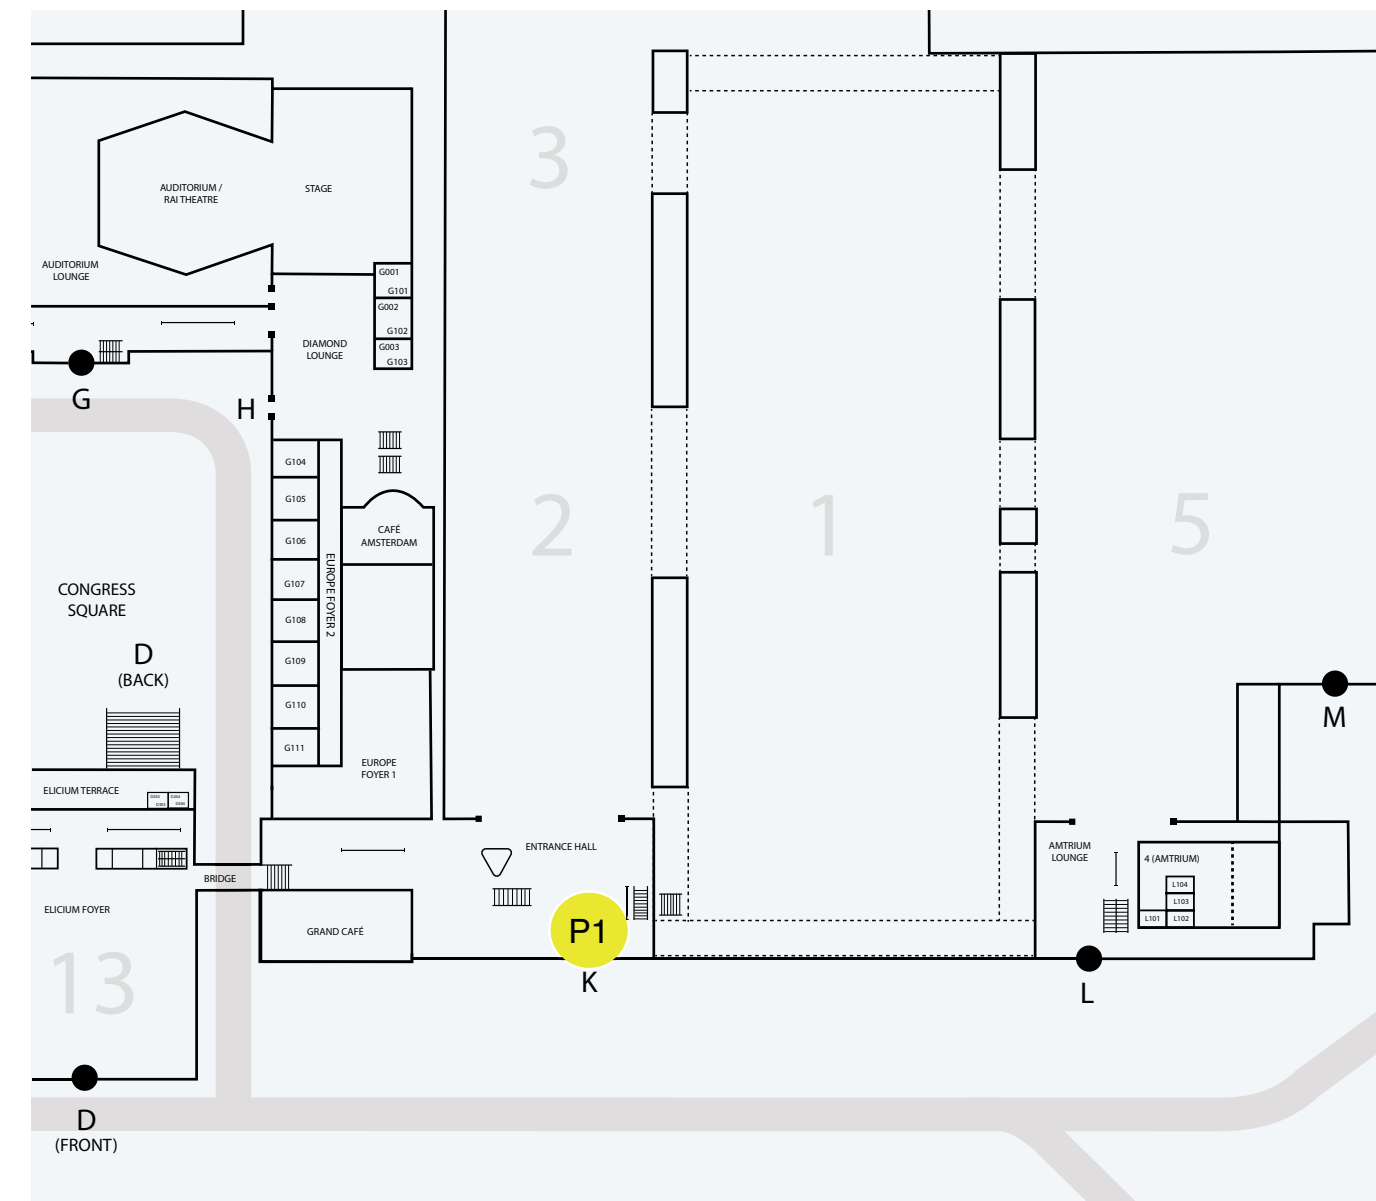 3
AUDITORIUM /
RAI THEATRE
STAGE
AUDITORIUM
LOUNGE
G001
G101
G002
G102
G003
G103
DIAMOND
LOUNGE
G
H
G104
G105
G106
G107
G108
G109
G110
G111
EUROPE FOYER 2
CAFÉ
AMSTERDAM
2
1
5
CONGRESS
SQUARE
D
(BACK)
M
EUROPE
FOYER 1
ELICIUM TERRACE
ENTRANCE HALL
AMTRIUM
LOUNGE
4 (AMTRIUM)
L104
L103
L101
L102
BRIDGE
ELICIUM FOYER
GRAND CAFÉ
P1
K
L
13
D
(FRONT)